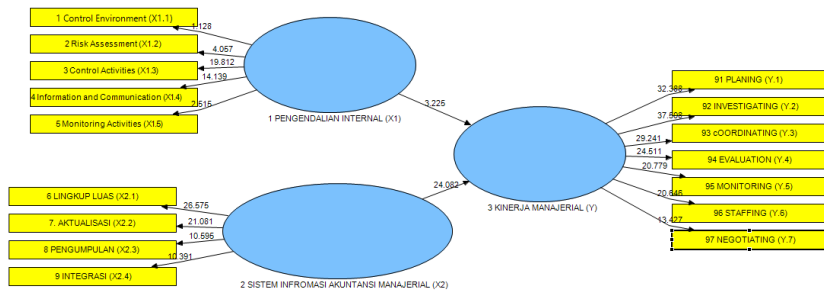 1 Control Environment (X1.1)
2 Risk Assessment (X1.2)
3 Control Activities (X1.3)
4 Information and Communication (X1.4)
5 Monitoring Activities (X1.5)
1.128
4.057
19.812
14.139
2.515
1 PENGENDALIAN INTERNAL (X1)
3.225
6 LINGKUP LUAS (X2.1)
7. AKTUALISASI (X2.2)
8 PENGUMPULAN (X2.3)
9 INTEGRASI (X2.4)
26.575
21.081
10.595
10.391
2 SISTEM INFROMASI AKUNTANSI MANAJERIAL (X2)
24.082
3 KINERJA MANAJERIAL (Y)
32.388
37.508
29.241
24.511
20.779
20.646
13.427
91 PLANING (Y.1)
92 INVESTIGATING (Y.2)
93 cOORDINATING (Y.3)
94 EVALUATION (Y.4)
95 MONITORING (Y.5)
96 STAFFING (Y.6)
97 NEGOTIATING (Y.7)